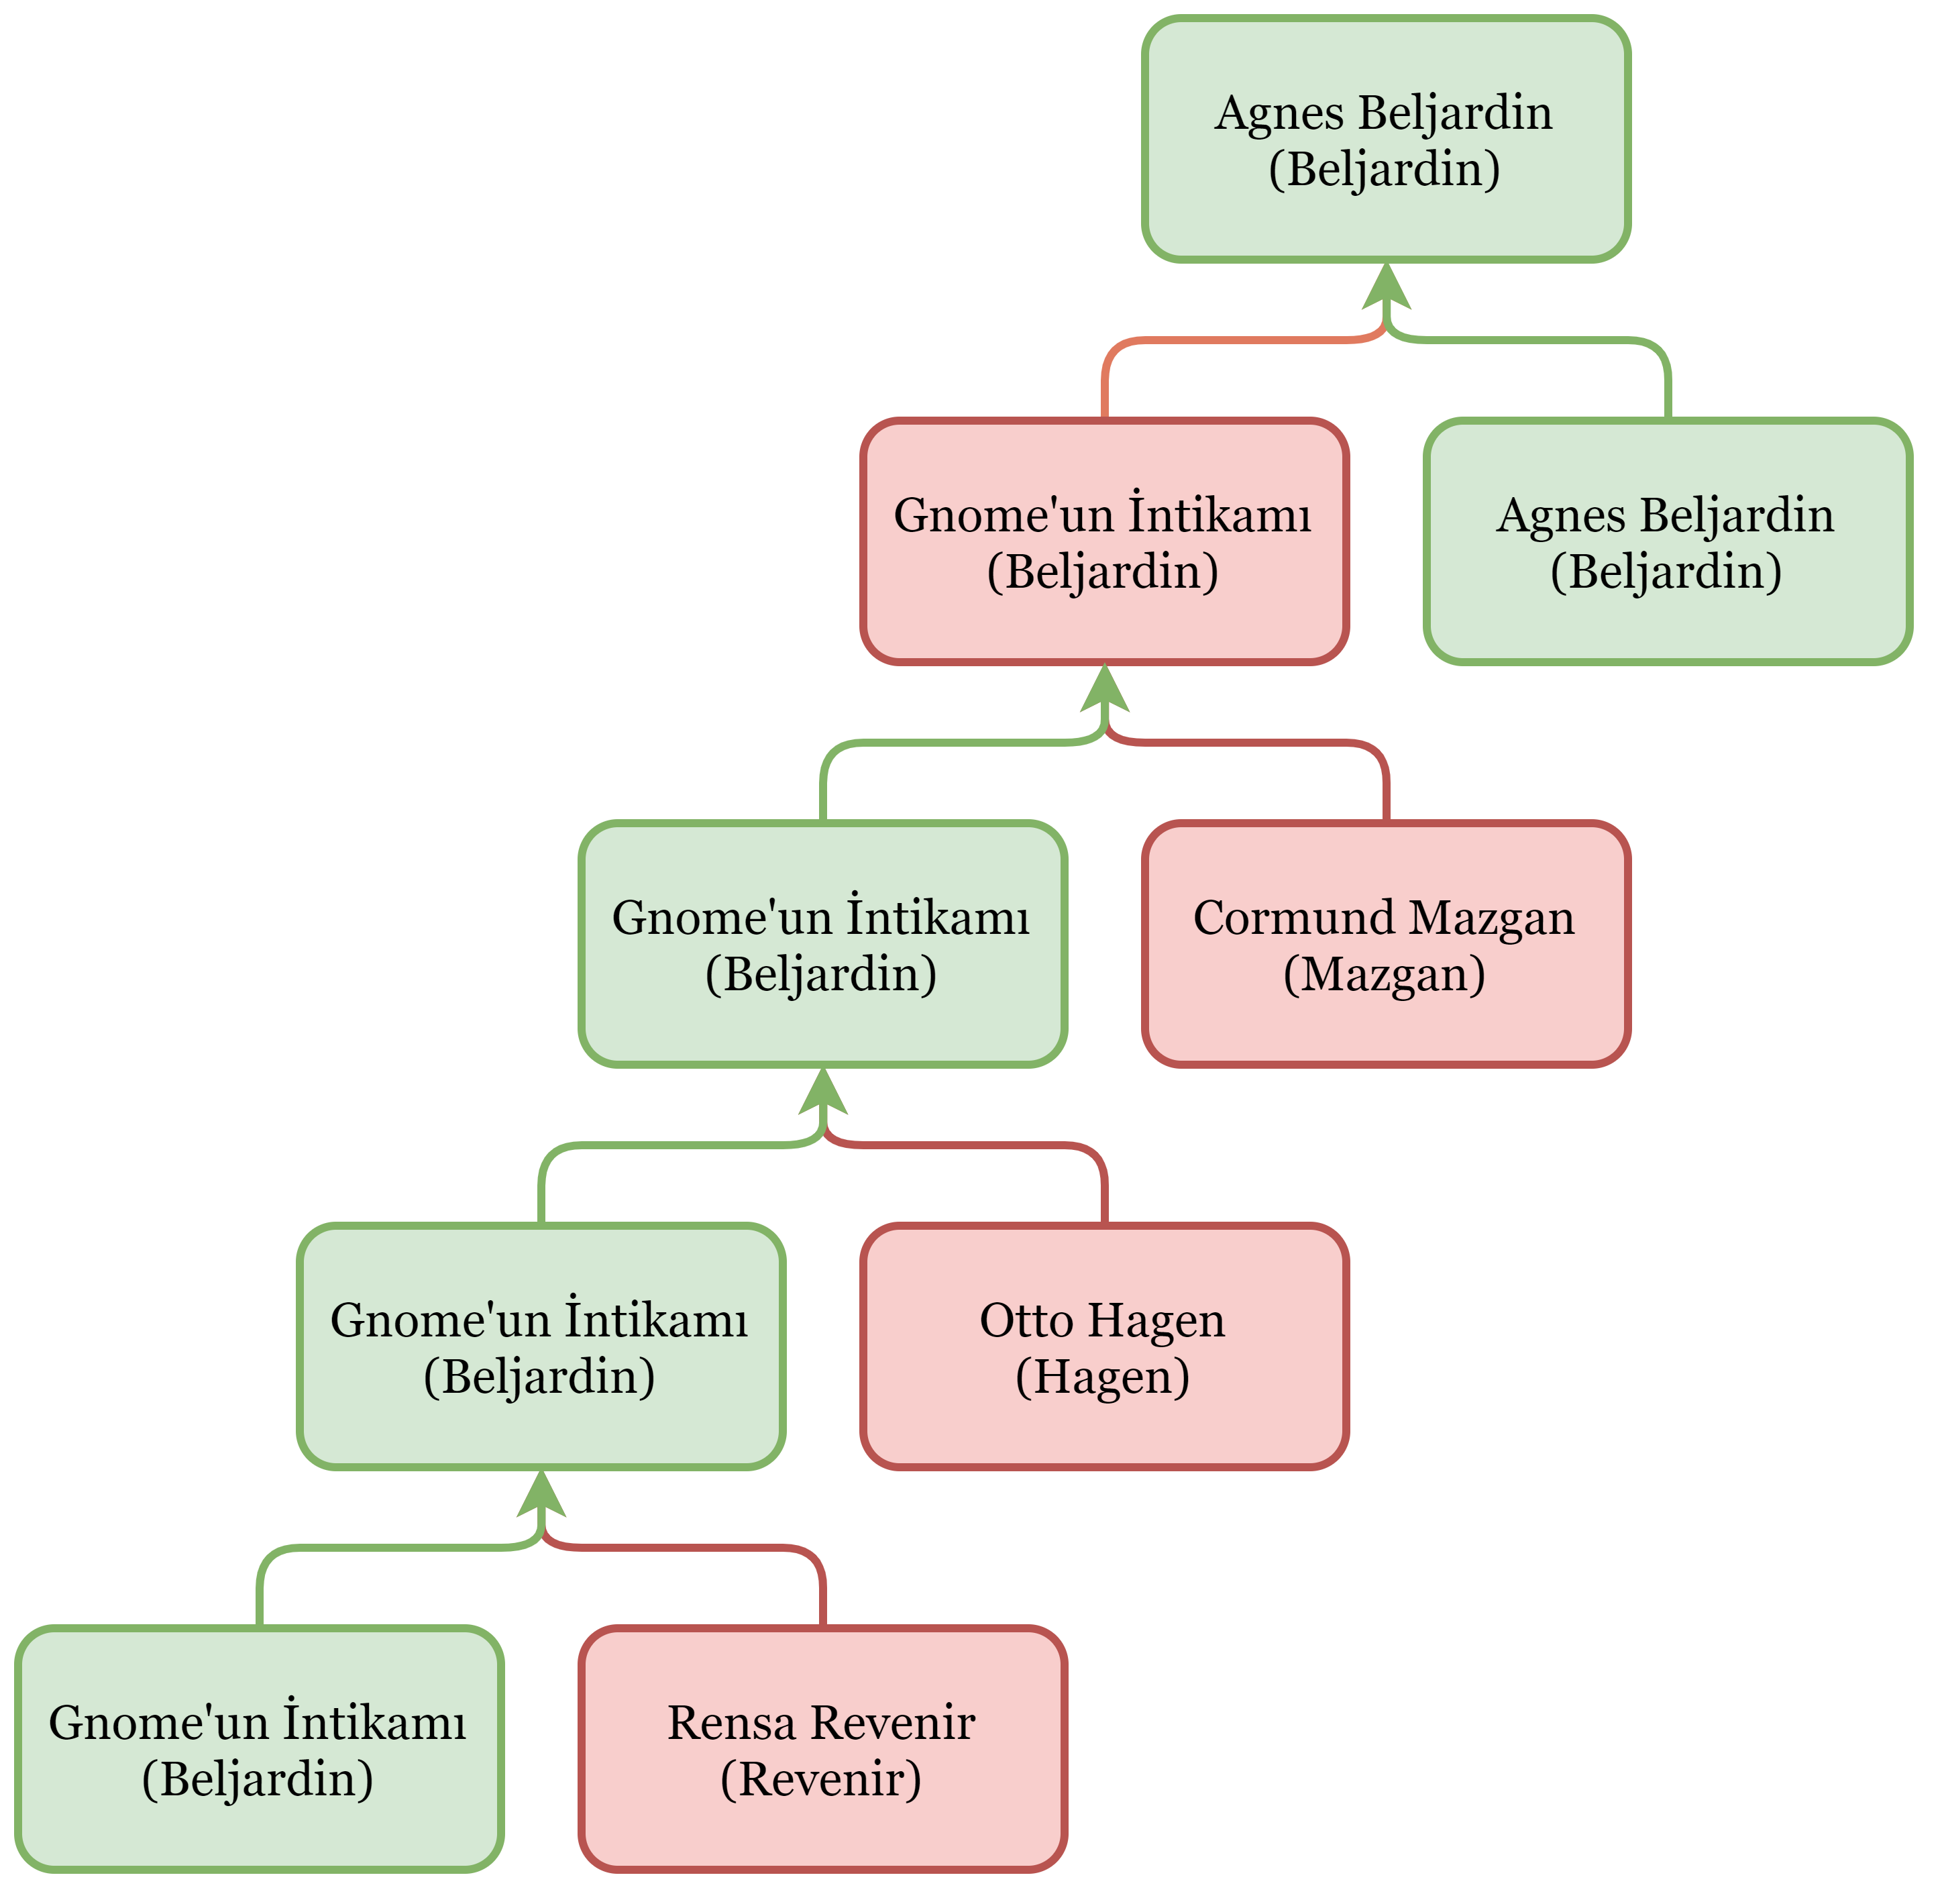 Agnes Beljardin
(Beljardin)
Gnome'un İntikamı
(Beljardin)
Agnes Beljardin
(Beljardin)
Gnome'un İntikamı
(Beljardin)
Cormund Mazgan
(Mazgan)
Gnome'un İntikamı
(Beljardin)
Otto Hagen
(Hagen)
Gnome'un İntikamı
(Beljardin)
Rensa Revenir
(Revenir)